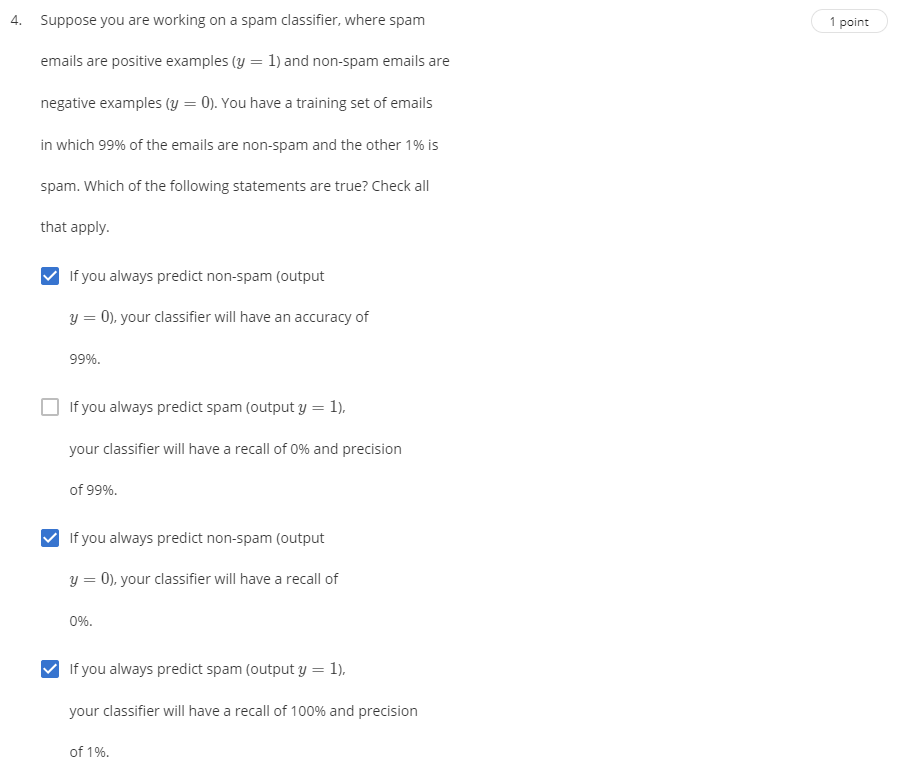 4. Suppose you are working on a spam classifier, where spam
1 point
emails are positive examples (y = 1) and non-spam emails are
negative examples (y = 0). You have a training set of emails
in which 99% of the emails are non-spam and the other 1% is
spam. Which of the following statements are true? Check all
that apply.
If you always predict non-spam (output
y = 0), your classifier will have an accuracy of
99%.
If you always predict spam (output y = 1),
your classifier will have a recall of 0% and precision
of 99%.
If you always predict non-spam (output
y = 0), your classifier will have a recall of
0%.
If you always predict spam (output y = 1),
your classifier will have a recall of 100% and precision
of 1%.